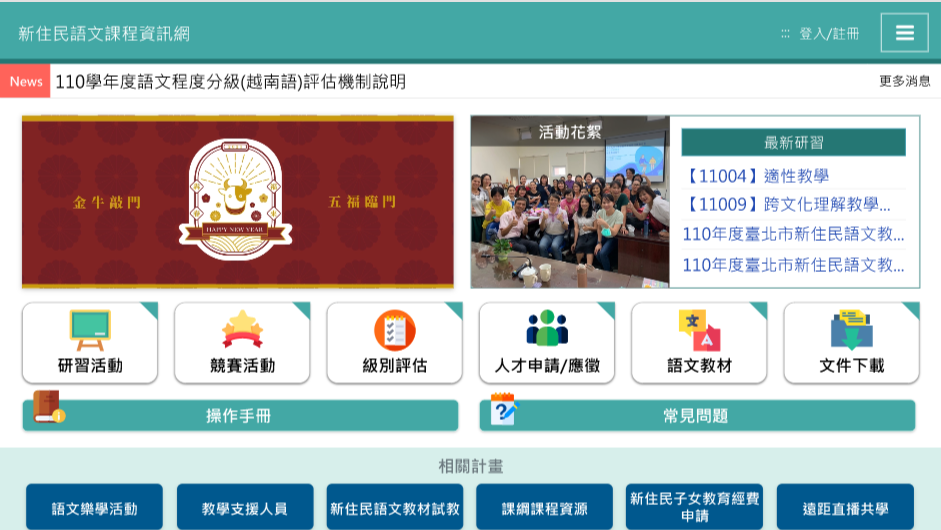 新住民語文課程資訊網
::: 登入/註冊
News 110學年度語文程度分級(越南語)評估機制說明 更多消息
金牛敲門
HAPPY NEW YEAR
五福臨門
活動花絮
最新研習
【11004】適性教學
【11009】跨文化理解教學...
110年度臺北市新住民語文教...
110年度臺北市新住民語文教...
研習活動
競賽活動
級別評估
人才申請/應徵
文
A
語文教材
文件下載
操作手冊
?
常見問題
相關計畫
語文樂學活動
教學支援人員
新住民語文教材試教
課綱課程資源
新住民子女教育經費
申請
遠距直播共學